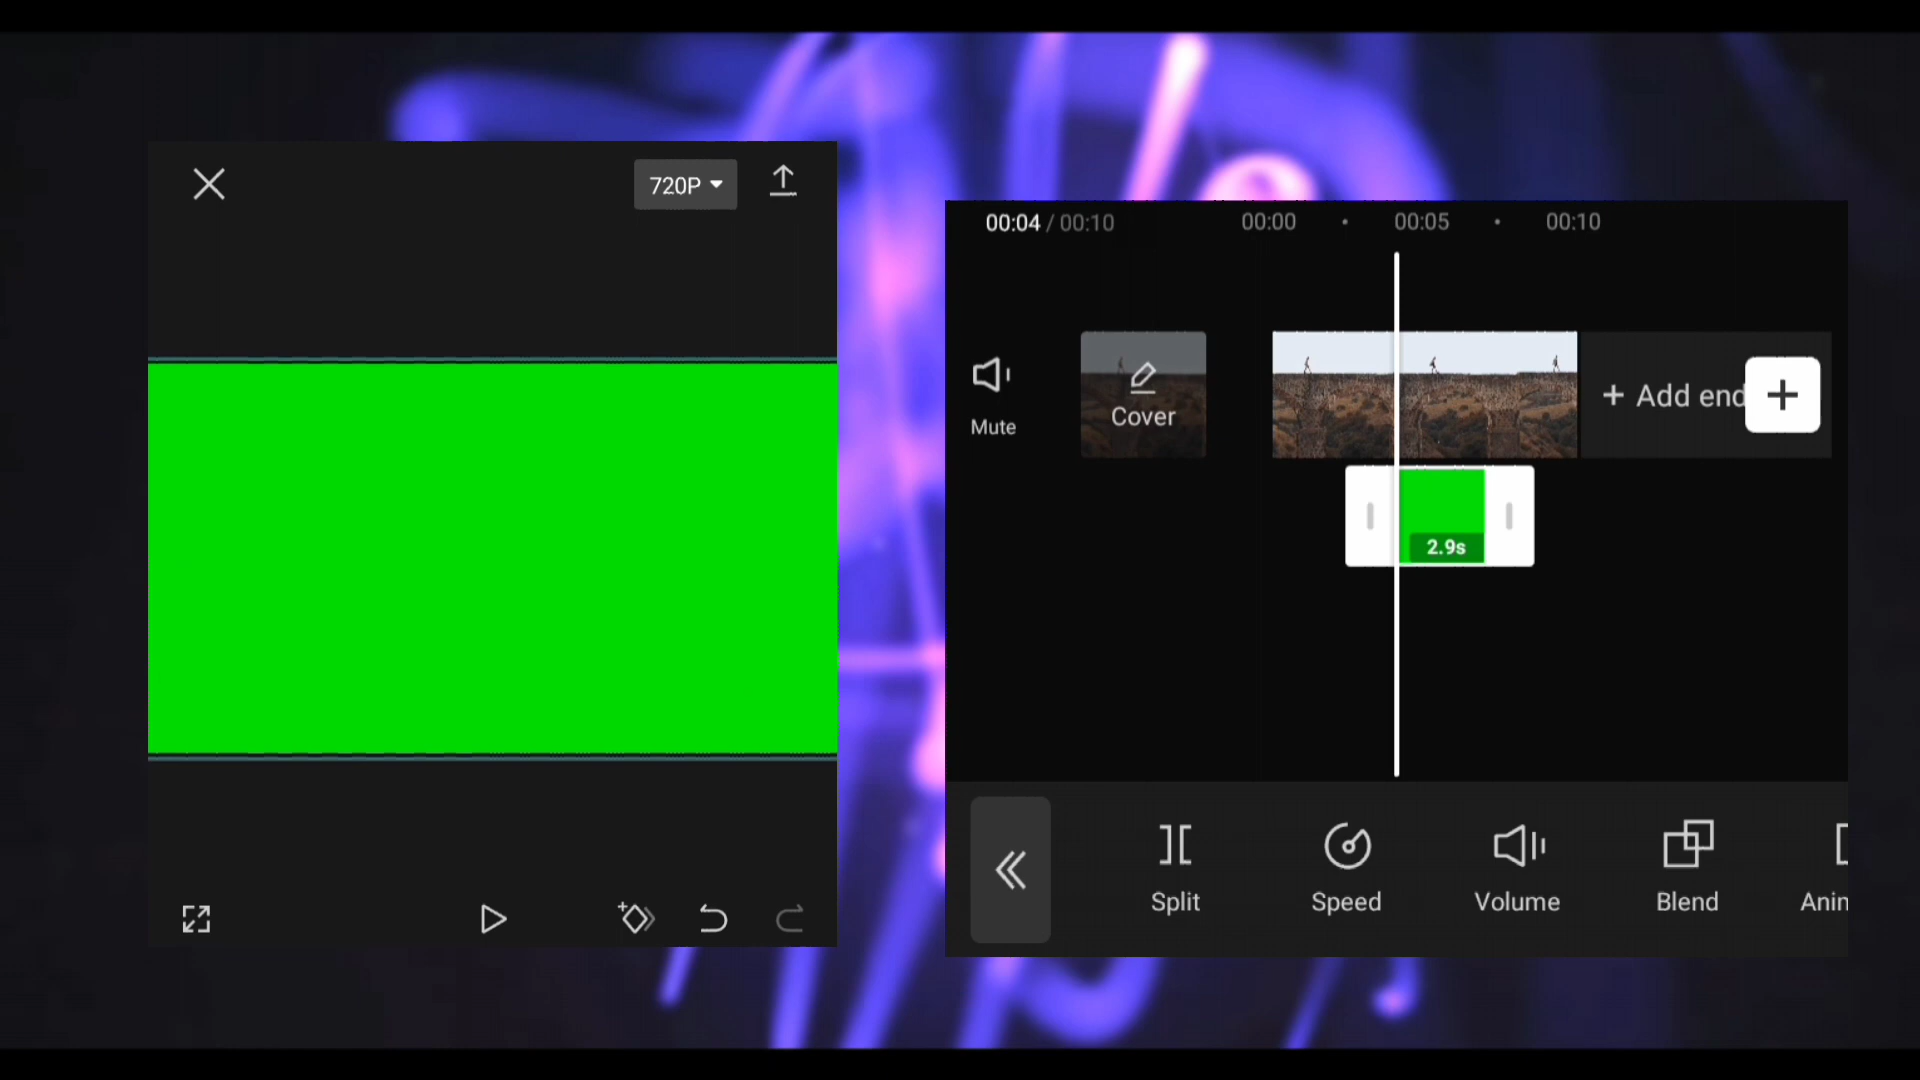 720P
00:04 / 00:10
00:00
00:05
00:10
Mute
Cover
+ Add end
2.9s
Split
Speed
Volume
Blend
Anim